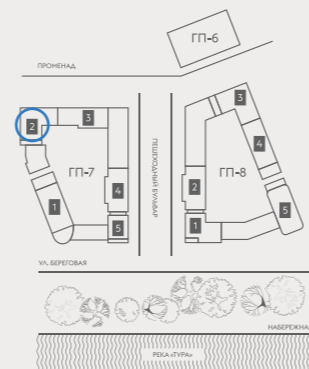 ГП-6
ПРОМЕНАД
2
3
3
ПЕШЕХОДНЫЙ БУЛЬВАР
ГП-7
ГП-8
4
4
2
1
5
1
5
УЛ. БЕРЕГОВАЯ
НАБЕРЕЖНАЯ
РЕКА «ТУРА»